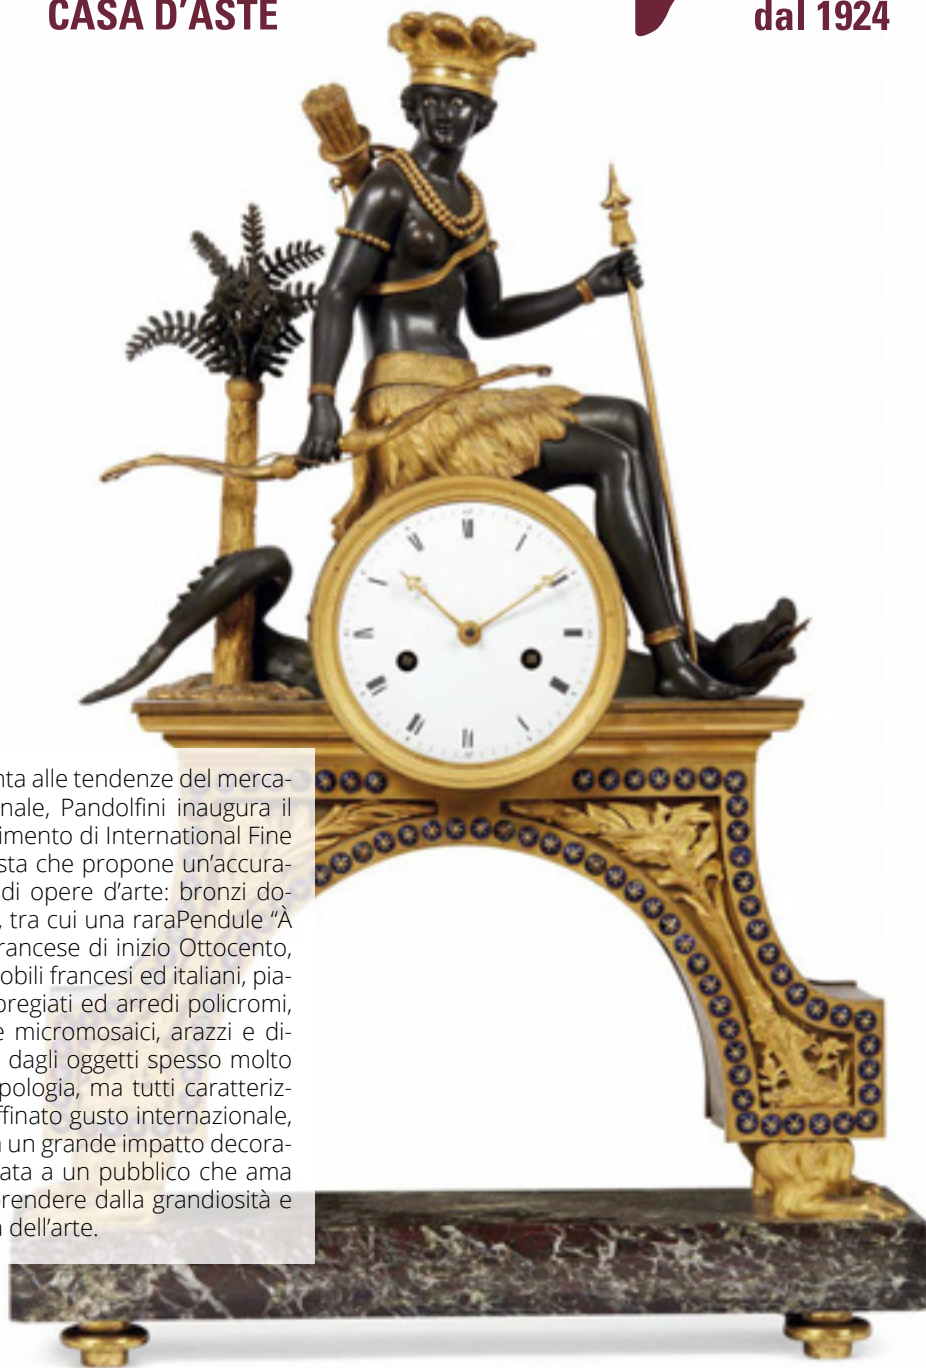 CASA D'ASTE
dal 1924
nta alle tendenze del merca-
nale, Pandolfini inaugura il
imento di International Fine
sta che propone un'accura-
di opere d'arte: bronzi do-
, tra cui una raraPendule "À
francese di inizio Ottocento,
obili francesi ed italiani, pia-
pregiati ed arredi policromi,
e micromosaici, arazzi e di-
dagli oggetti spesso molto
pologia, ma tutti caratteriz-
ffinato gusto internazionale,
a un grande impatto decora-
ata a un pubblico che ama
prendere dalla grandiosità e
a dell'arte.